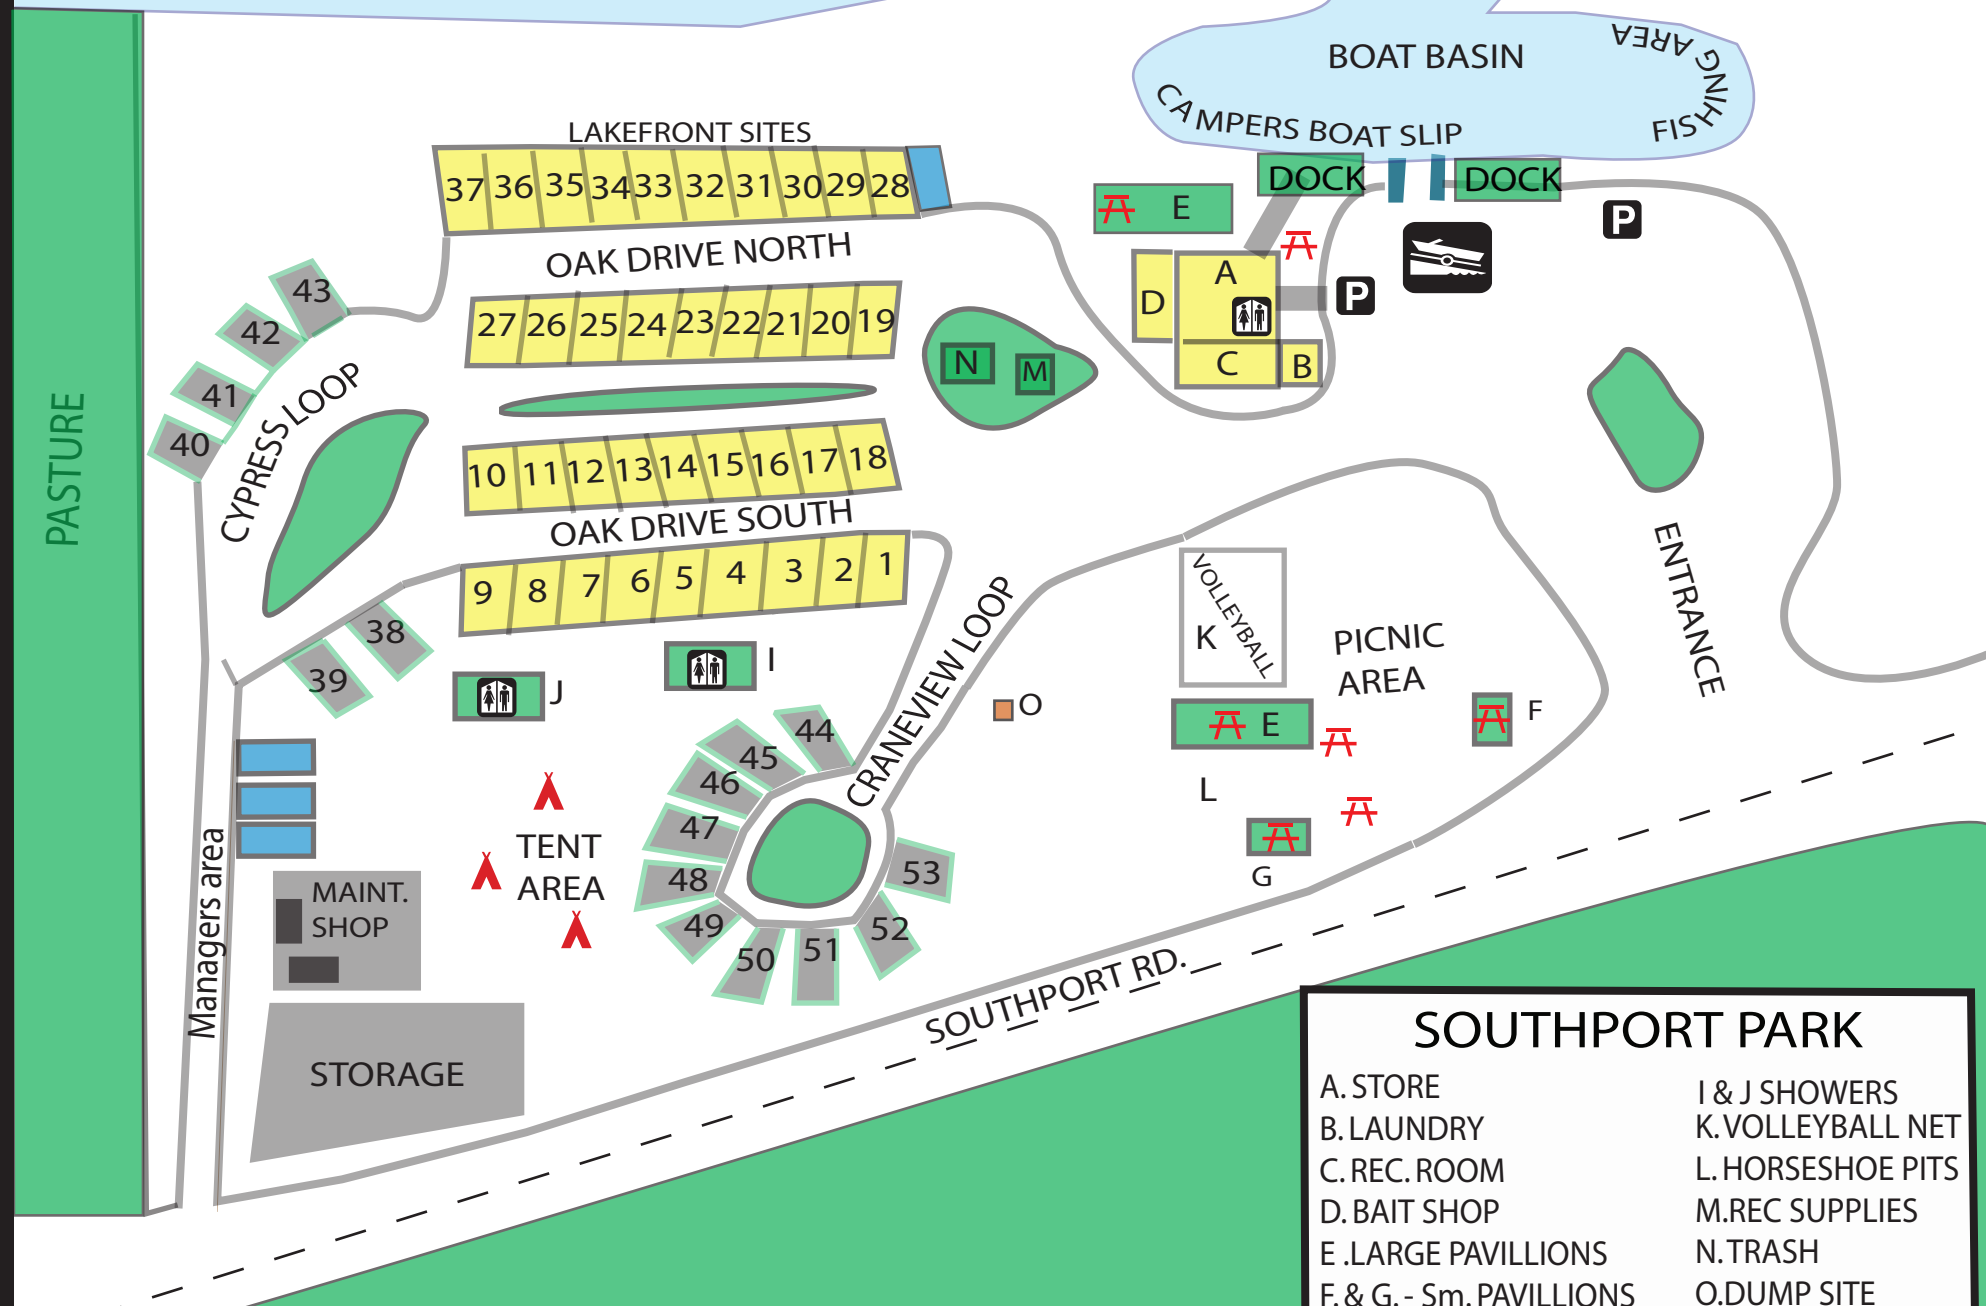 BOAT BASIN
FISHING AREA
CAMPERS BOAT SLIP
LAKEFRONT SITES
37 36 35 34 33 32 31 30 29 28
DOCK
DOCK
E
P
OAK DRIVE NORTH
A
D
P
43
42
41
40
27 26 25 24 23 22 21 20 19
N
M
C
B
CYPRESS LOOP
PASTURE
10 11 12 13 14 15 16 17 18
OAK DRIVE SOUTH
9 8 7 6 5 4 3 2 1
ENTRANCE
VOLLEYBALL
K
PICNIC
AREA
38
39
J
I
CRANEVIEW LOOP
O
E
F
L
G
44
45
46
47
48
49
50
51
52
53
TENT
AREA
Managers area
MAINT.
SHOP
STORAGE
SOUTHPORT RD.
SOUTHPORT PARK
A. STORE
B. LAUNDRY
C. REC. ROOM
D. BAIT SHOP
E .LARGE PAVILLIONS
F. & G. - Sm. PAVILLIONS
I & J SHOWERS
K. VOLLEYBALL NET
L. HORSESHOE PITS
M.REC SUPPLIES
N. TRASH
O.DUMP SITE